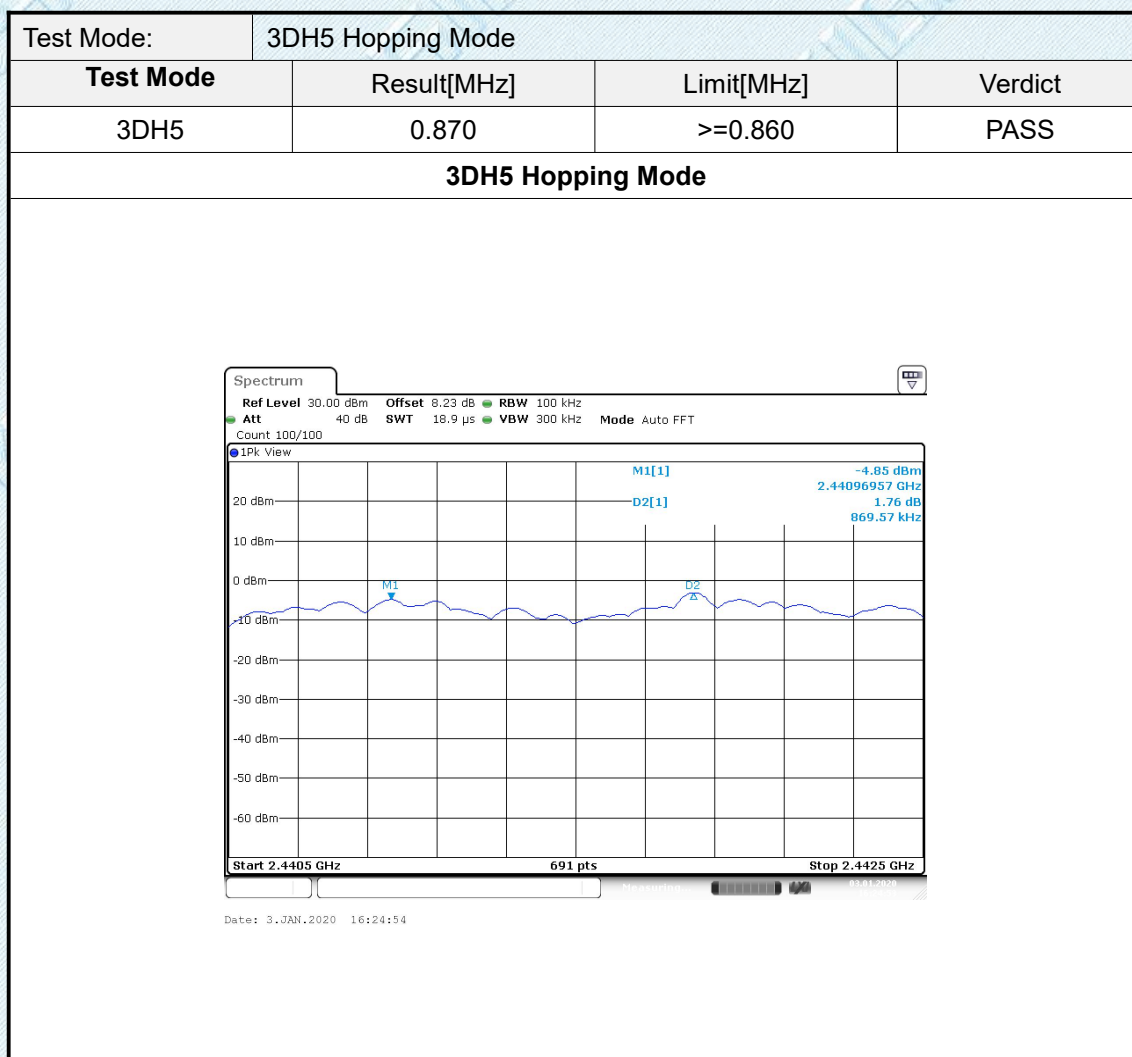 Test Mode: 3DH5 Hopping Mode
Test Mode Result[MHz] Limit[MHz] Verdict
3DH5 0.870 >=0.860 PASS
3DH5 Hopping Mode
Spectrum
Ref Level 30.00 dBm Offset 8.23 dB RBW 100 kHz
Att 40 dB SWT 18.9 µs VBW 300 kHz Mode Auto FFT
Count 100/100
1Pk View
M1[1] -4.85 dBm
2.44096957 GHz
20 dBm
D2[1] 1.76 dB
869.57 kHz
10 dBm
0 dBm
M1
D2
-10 dBm
-20 dBm
-30 dBm
-40 dBm
-50 dBm
-60 dBm
Start 2.4405 GHz 691 pts Stop 2.4425 GHz
Measuring... 03.01.2020
Date: 3.JAN.2020 16:24:54